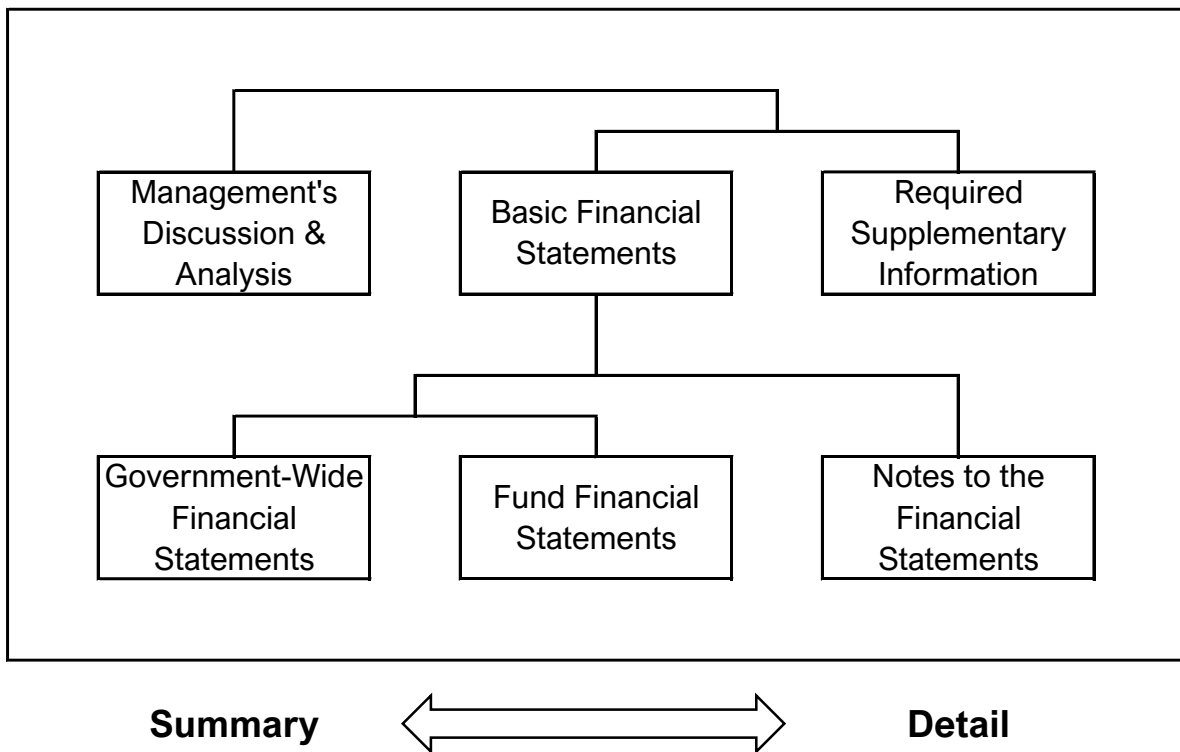 Management's
Discussion &
Analysis
Basic Financial
Statements
Required
Supplementary
Information
Government-Wide
Financial
Statements
Fund Financial
Statements
Notes to the
Financial
Statements
Summary
Detail